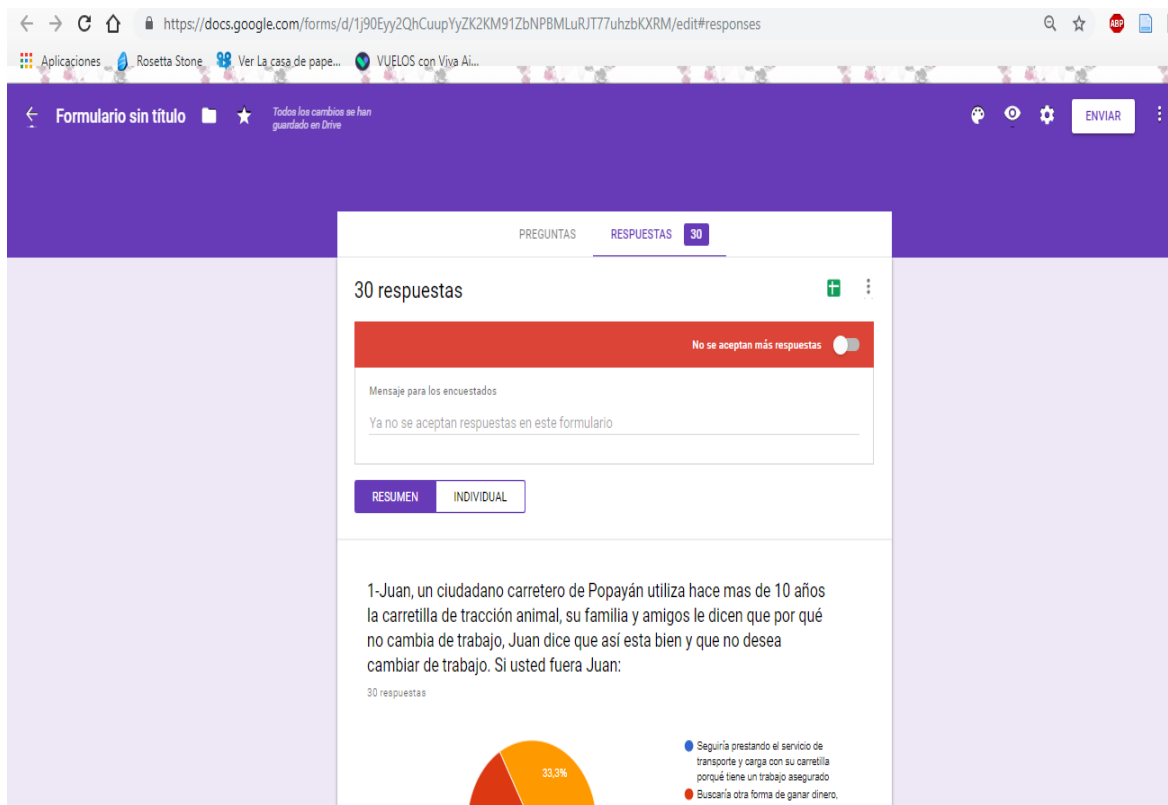 https://docs.google.com/forms/d/1j90Eyy2QhCuupYyZK2KM91ZbNPBMLuRJT77uhzbKXRM/edit#responses
ABP
Aplicaciones Rosetta Stone Ver La casa de pape... VUELOS con Viva Ai...
Formulario sin título Todos los cambios se han
guardado en Drive
ENVIAR
PREGUNTAS RESPUESTAS 30
30 respuestas
No se aceptan más respuestas
Mensaje para los encuestados
Ya no se aceptan respuestas en este formulario
RESUMEN INDIVIDUAL
1-Juan, un ciudadano carretero de Popayán utiliza hace mas de 10 años
la carretilla de tracción animal, su familia y amigos le dicen que por qué
no cambia de trabajo, Juan dice que así esta bien y que no desea
cambiar de trabajo. Si usted fuera Juan:
30 respuestas
33,3%
Seguiría prestando el servicio de
transporte y carga con su carretilla
porqué tiene un trabajo asegurado
Buscaría otra forma de ganar dinero,